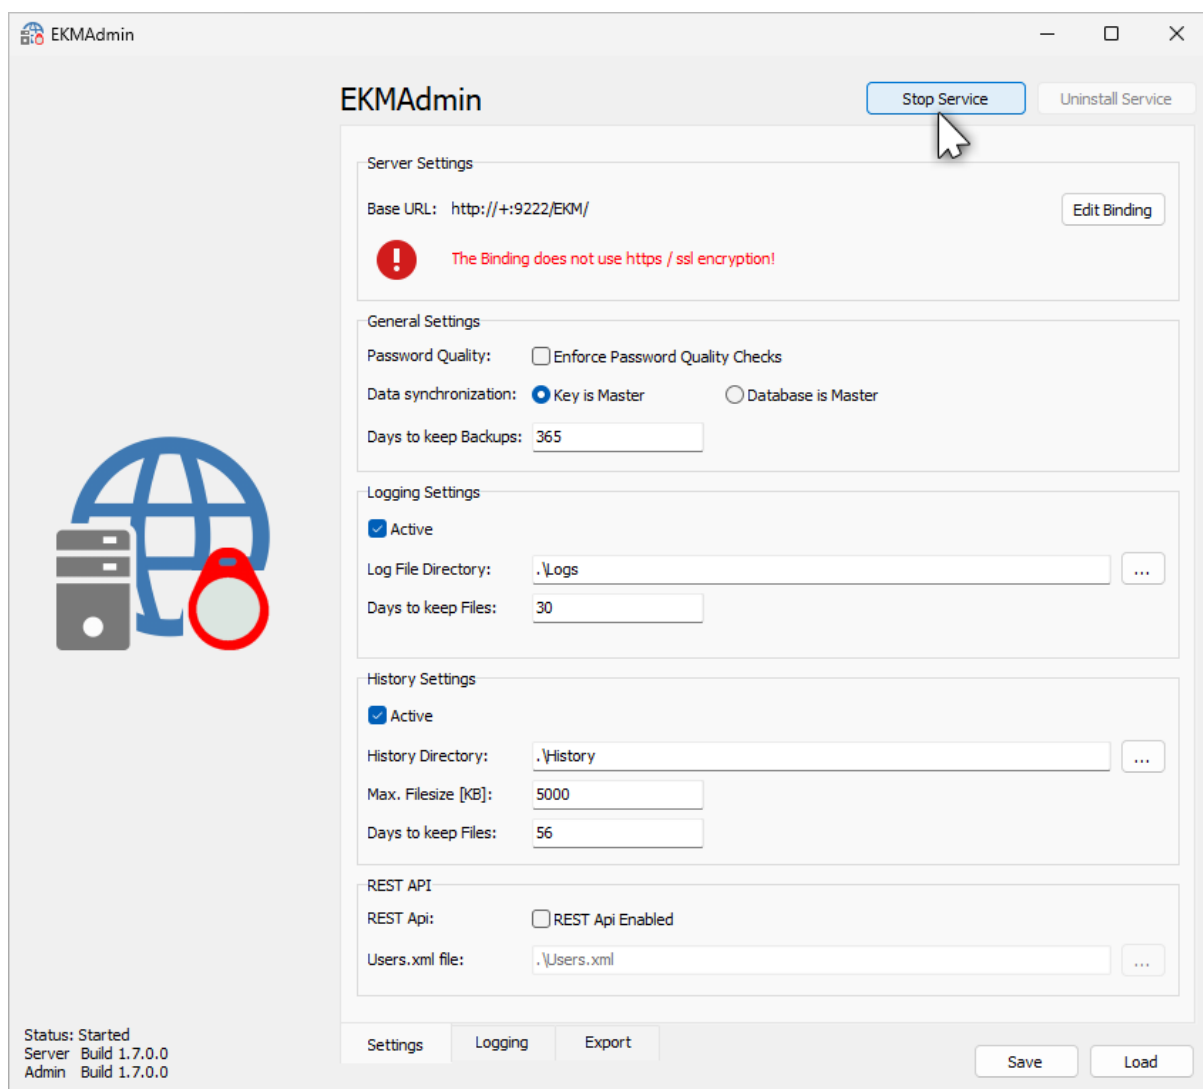 EKMAdmin
EKMAdmin
Stop Service
Uninstall Service
Server Settings
Base URL: http://+:9222/EKM/
Edit Binding
The Binding does not use https / ssl encryption!
General Settings
Password Quality: Enforce Password Quality Checks
Data synchronization: Key is Master Database is Master
Days to keep Backups: 365
Logging Settings
Active
Log File Directory: .\Logs ...
Days to keep Files: 30
History Settings
Active
History Directory: .\History ...
Max. Filesize [KB]: 5000
Days to keep Files: 56
REST API
REST Api: REST Api Enabled
Users.xml file: .\Users.xml ...
Status: Started
Server Build 1.7.0.0
Admin Build 1.7.0.0
Settings Logging Export
Save Load